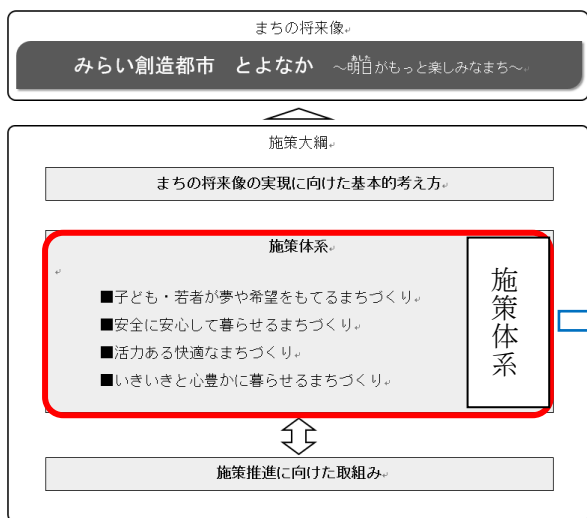 まちの将来像
みらい創造都市 とよなか ～明日がもっと楽しみなまち～
あした
施策大綱
まちの将来像の実現に向けた基本的考え方
施策体系
■子ども・若者が夢や希望をもてるまちづくり
■安全に安心して暮らせるまちづくり
■活力ある快適なまちづくり
■いきいきと心豊かに暮らせるまちづくり
施策体系
施策推進に向けた取組み